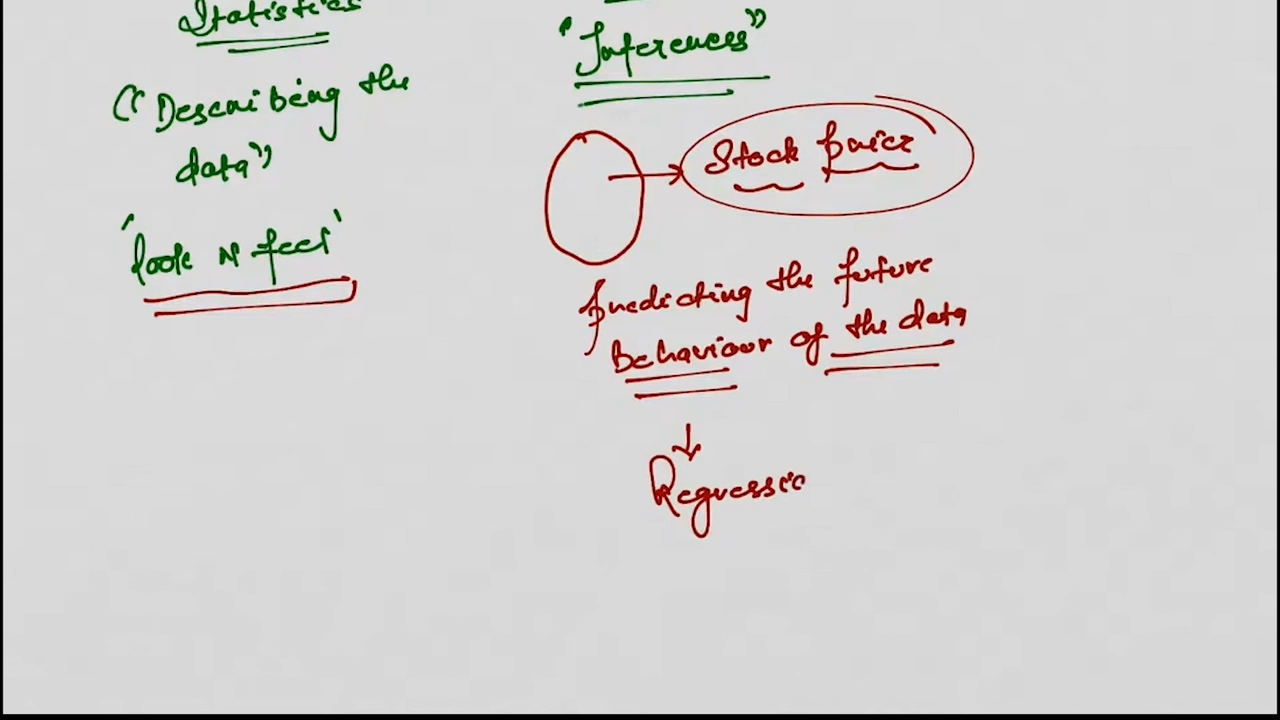 Statistics
"Describing the
data"
'look N feel'
"Inferences"
Stock price
predicting the future
Behaviour of the data
Regressio